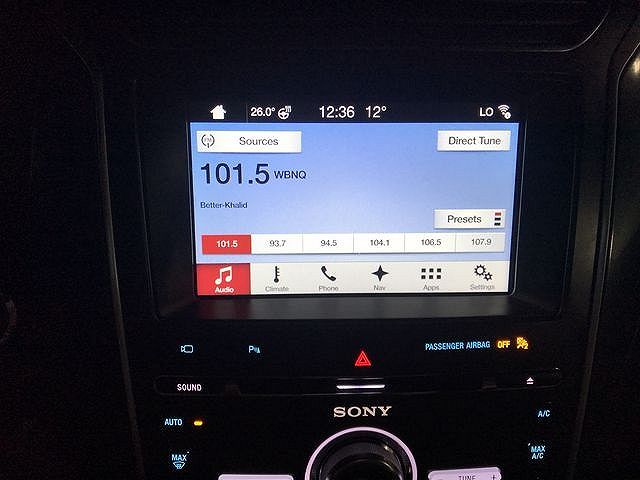 26.0° 12:36 12° LO
FM Sources Direct Tune
101.5 WBNQ
Better-Khalid
Presets
101.5 93.7 94.5 104.1 106.5 107.9
Audio Climate Phone Nav Apps Settings
P
PASSENGER AIRBAG OFF
SOUND
SONY
AUTO A/C
MAX
MAX A/C
TUNE +